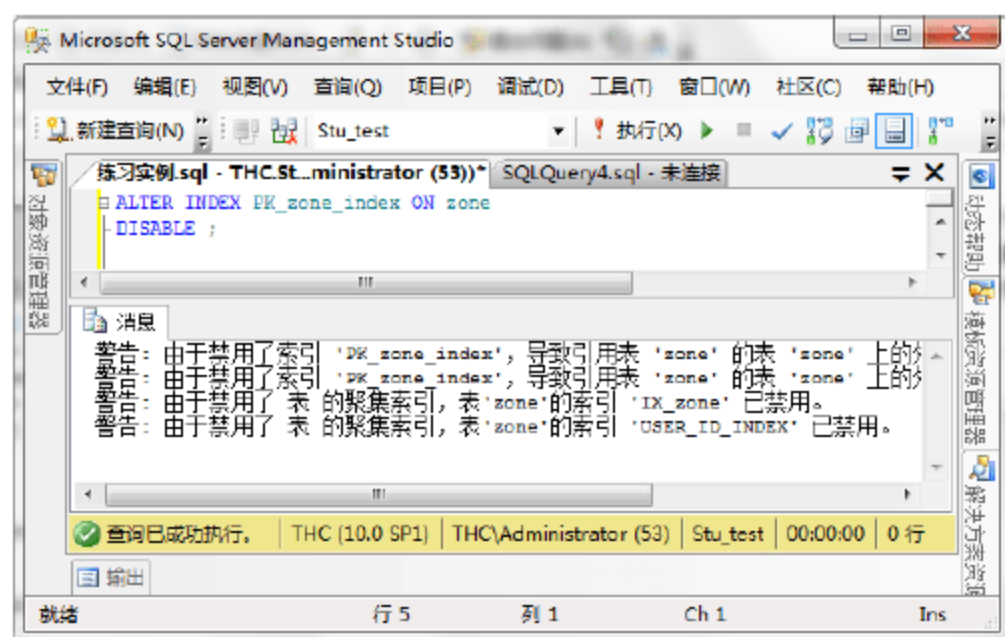 Microsoft SQL Server Management Studio
文件(F) 编辑(E) 视图(V) 查询(Q) 项目(P) 调试(D) 工具(T) 窗口(W) 社区(C) 帮助(H)
新建查询(N) Stu_test 执行(X)
练习实例.sql - THC.St...ministrator (53))* SQLQuery4.sql - 未连接
对象资源管理器
ALTER INDEX PK_zone_index ON zone
DISABLE ;
消息
警告: 由于禁用了索引 'PK_zone_index'，导致引用表 'zone' 的表 'zone' 上的
警告: 由于禁用了索引 'PK_zone_index'，导致引用表 'zone' 的表 'zone' 上的
警告: 由于禁用了 表 的聚集索引，表'zone'的索引 'IX_zone' 已禁用。
警告: 由于禁用了 表 的聚集索引，表'zone'的索引 'USER_ID_INDEX' 已禁用。
查询已成功执行。 THC (10.0 SP1) THC\Administrator (53) Stu_test 00:00:00 0 行
动态帮助
模板资源管理器
解决方案资源
输出
就绪 行 5 列 1 Ch 1 Ins